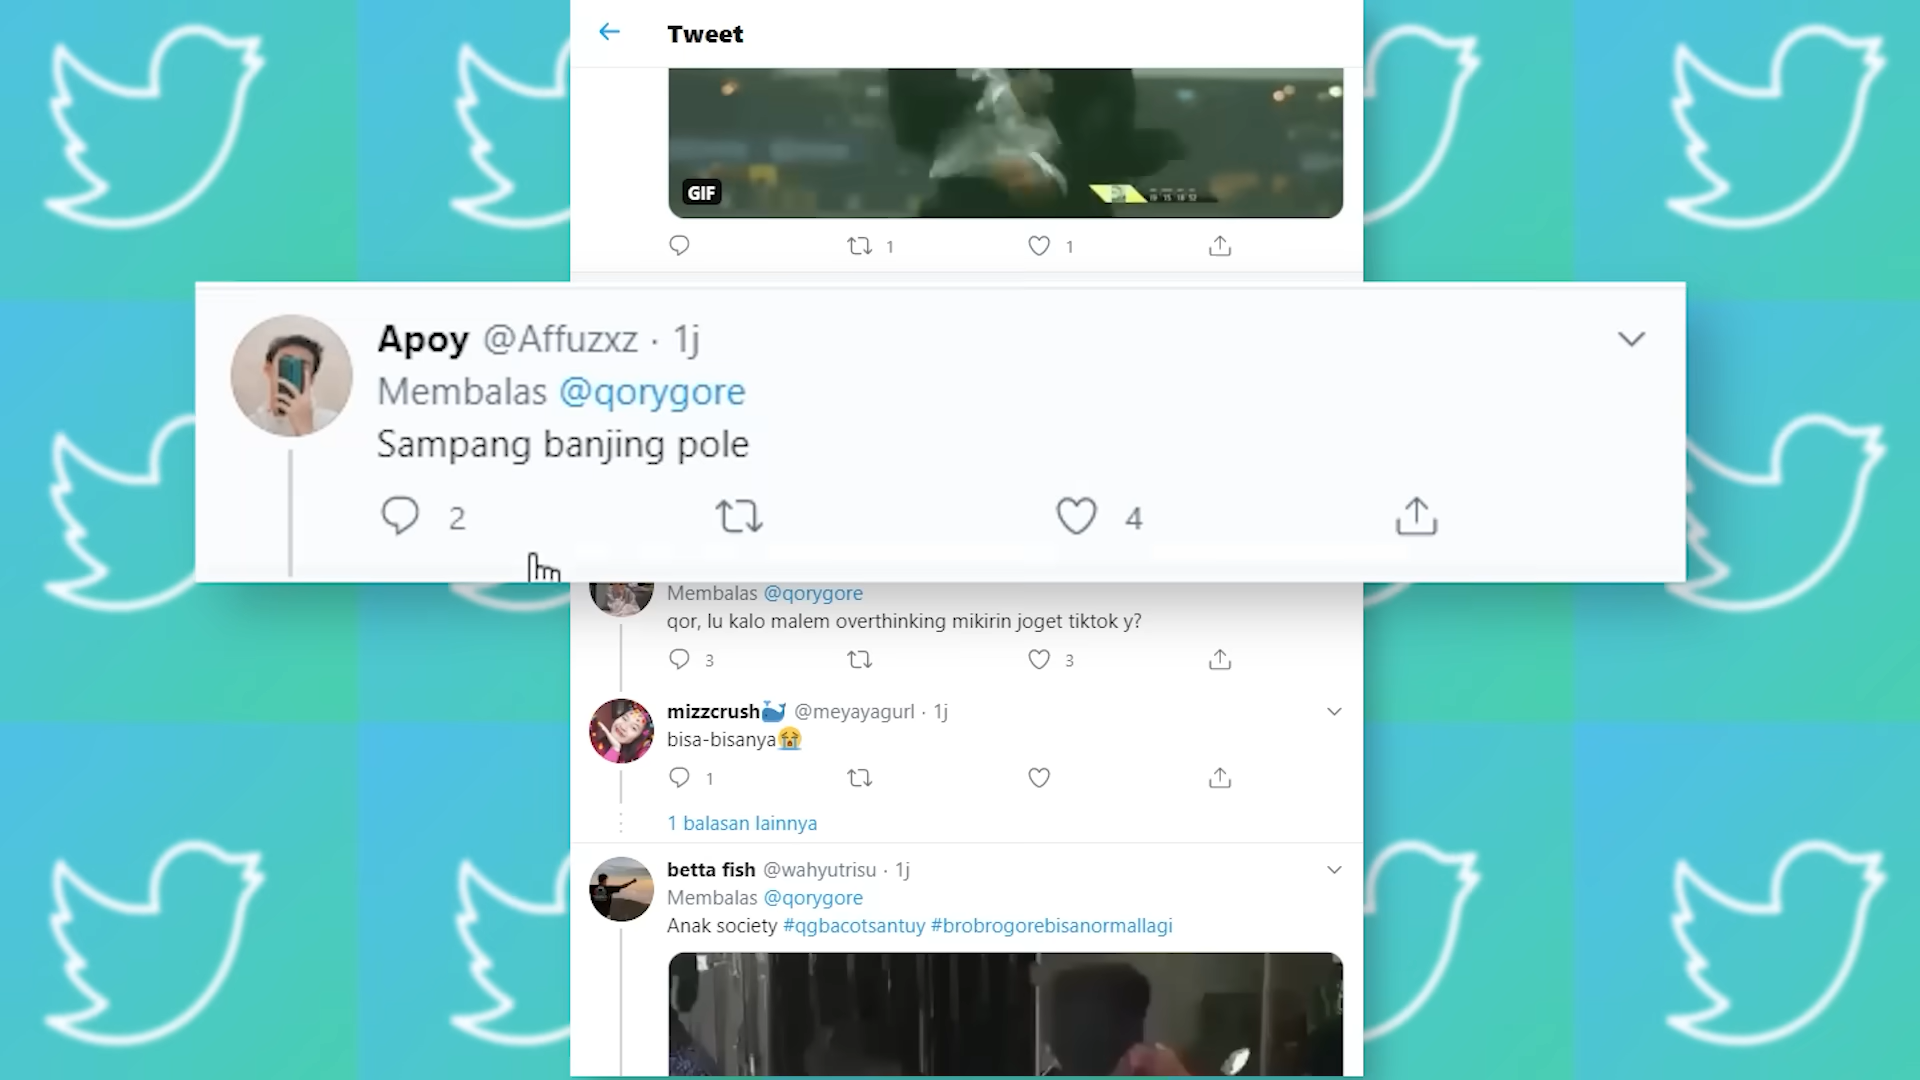 Tweet
GIF
1
1
Apoy @Affuzxz · 1j
Membalas @qorygore
Sampang banjing pole
2
4
Membalas @qorygore
qor, lu kalo malem overthinking mikirin joget tiktok y?
3
3
mizzcrush🐳 @meyayagurl · 1j
bisa-bisanya😭
1
1 balasan lainnya
betta fish @wahyutrisu · 1j
Membalas @qorygore
Anak society #qgbacotsantuy #brobrogorebisanormallagi